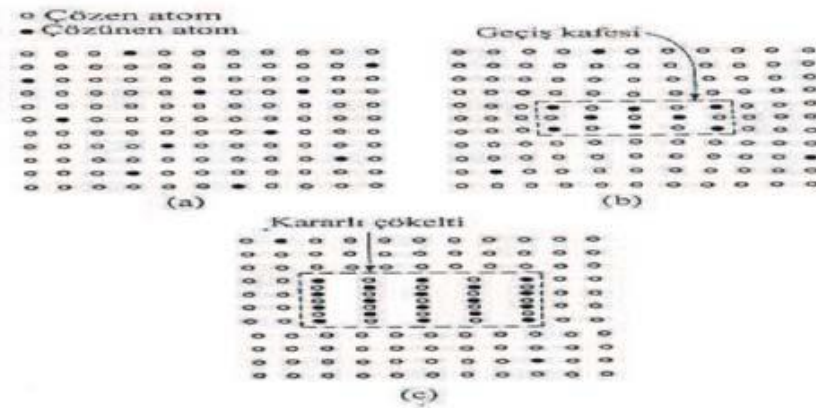 Çözen atom
Çözünen atom
Geçiş kafesi
(a)
(b)
Kararlı çökelti
(c)